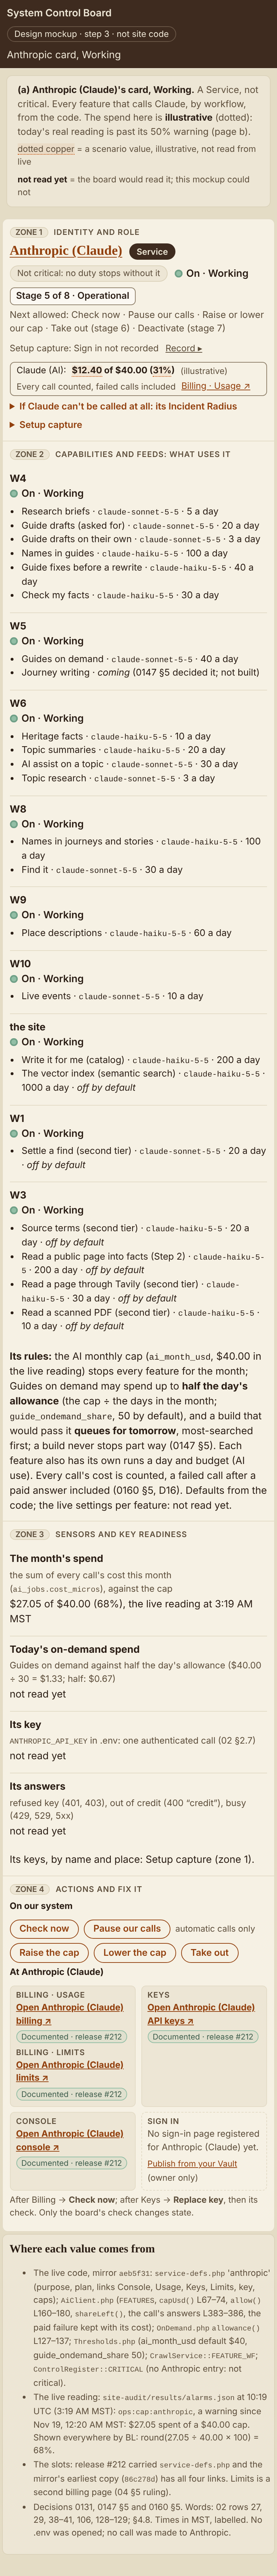 System Control Board
Design mockup · step 3 · not site code
Anthropic card, Working
(a) Anthropic (Claude)'s card, Working. A Service, not
critical. Every feature that calls Claude, by workflow,
from the code. The spend here is illustrative (dotted):
today's real reading is past its 50% warning (page b).
dotted copper = a scenario value, illustrative, not read from
live
not read yet = the board would read it; this mockup could
not
ZONE 1 IDENTITY AND ROLE
Anthropic (Claude) Service
Not critical: no duty stops without it On · Working
Stage 5 of 8 · Operational
Next allowed: Check now · Pause our calls · Raise or lower
our cap · Take out (stage 6) · Deactivate (stage 7)
Setup capture: Sign in not recorded Record ▸
Claude (AI): $12.40 of $40.00 (31%) (illustrative)
Every call counted, failed calls included Billing · Usage ↗
▸ If Claude can't be called at all: its Incident Radius
▸ Setup capture
ZONE 2 CAPABILITIES AND FEEDS: WHAT USES IT
W4
On · Working
• Research briefs · claude-sonnet-5-5 · 5 a day
• Guide drafts (asked for) · claude-sonnet-5-5 · 20 a day
• Guide drafts on their own · claude-sonnet-5-5 · 3 a day
• Names in guides · claude-haiku-5-5 · 100 a day
• Guide fixes before a rewrite · claude-haiku-5-5 · 40 a
day
• Check my facts · claude-haiku-5-5 · 30 a day
W5
On · Working
• Guides on demand · claude-sonnet-5-5 · 40 a day
• Journey writing · coming (0147 §5 decided it; not built)
W6
On · Working
• Heritage facts · claude-haiku-5-5 · 10 a day
• Topic summaries · claude-haiku-5-5 · 20 a day
• AI assist on a topic · claude-sonnet-5-5 · 30 a day
• Topic research · claude-sonnet-5-5 · 3 a day
W8
On · Working
• Names in journeys and stories · claude-haiku-5-5 · 100
a day
• Find it · claude-sonnet-5-5 · 30 a day
W9
On · Working
• Place descriptions · claude-haiku-5-5 · 60 a day
W10
On · Working
• Live events · claude-sonnet-5-5 · 10 a day
the site
On · Working
• Write it for me (catalog) · claude-haiku-5-5 · 200 a day
• The vector index (semantic search) · claude-haiku-5-5 ·
1000 a day · off by default
W1
On · Working
• Settle a find (second tier) · claude-sonnet-5-5 · 20 a day
· off by default
W3
On · Working
• Source terms (second tier) · claude-haiku-5-5 · 20 a
day · off by default
• Read a public page into facts (Step 2) · claude-haiku-5-
5 · 200 a day · off by default
• Read a page through Tavily (second tier) · claude-
haiku-5-5 · 30 a day · off by default
• Read a scanned PDF (second tier) · claude-haiku-5-5 ·
10 a day · off by default
Its rules: the AI monthly cap (ai_month_usd, $40.00 in
the live reading) stops every feature for the month;
Guides on demand may spend up to half the day's
allowance (the cap ÷ the days in the month;
guide_ondemand_share, 50 by default), and a build that
would pass it queues for tomorrow, most-searched
first; a build never stops part way (0147 §5). Each
feature also has its own runs a day and budget (AI
use). Every call's cost is counted, a failed call after a
paid answer included (0160 §5, D16). Defaults from the
code; the live settings per feature: not read yet.
ZONE 3 SENSORS AND KEY READINESS
The month's spend
the sum of every call's cost this month
(ai_jobs.cost_micros), against the cap
$27.05 of $40.00 (68%), the live reading at 3:19 AM
MST
Today's on-demand spend
Guides on demand against half the day's allowance ($40.00
÷ 30 = $1.33; half: $0.67)
not read yet
Its key
ANTHROPIC_API_KEY in .env: one authenticated call (02 §2.7)
not read yet
Its answers
refused key (401, 403), out of credit (400 “credit”), busy
(429, 529, 5xx)
not read yet
Its keys, by name and place: Setup capture (zone 1).
ZONE 4 ACTIONS AND FIX IT
On our system
Check now Pause our calls automatic calls only
Raise the cap Lower the cap Take out
At Anthropic (Claude)
BILLING · USAGE
Open Anthropic (Claude)
billing ↗
Documented · release #212
BILLING · LIMITS
Open Anthropic (Claude)
limits ↗
Documented · release #212
KEYS
Open Anthropic (Claude)
API keys ↗
Documented · release #212
CONSOLE
Open Anthropic (Claude)
console ↗
Documented · release #212
SIGN IN
No sign-in page registered
for Anthropic (Claude) yet.
Publish from your Vault
(owner only)
After Billing → Check now; after Keys → Replace key, then its
check. Only the board's check changes state.
Where each value comes from
• The live code, mirror aeb5f31: service-defs.php 'anthropic'
(purpose, plan, links Console, Usage, Keys, Limits, key,
caps); AiClient.php (FEATURES, capUsd() L67–74, allow()
L160–180, shareLeft(), the call's answers L383–386, the
paid failure kept with its cost); OnDemand.php allowance()
L127–137; Thresholds.php (ai_month_usd default $40,
guide_ondemand_share 50); CrawlService::FEATURE_WF;
ControlRegister::CRITICAL (no Anthropic entry: not
critical).
• The live reading: site-audit/results/alarms.json at 10:19
UTC (3:19 AM MST): ops:cap:anthropic, a warning since
Nov 19, 12:20 AM MST: $27.05 spent of a $40.00 cap.
Shown everywhere by BL: round(27.05 ÷ 40.00 × 100) =
68%.
• The slots: release #212 carried service-defs.php and the
mirror's earliest copy (86c278d) has all four links. Limits is a
second billing page (04 §5 ruling).
• Decisions 0131, 0147 §5 and 0160 §5. Words: 02 rows 27,
29, 38–41, 106, 128–129; §4.8. Times in MST, labelled. No
.env was opened; no call was made to Anthropic.